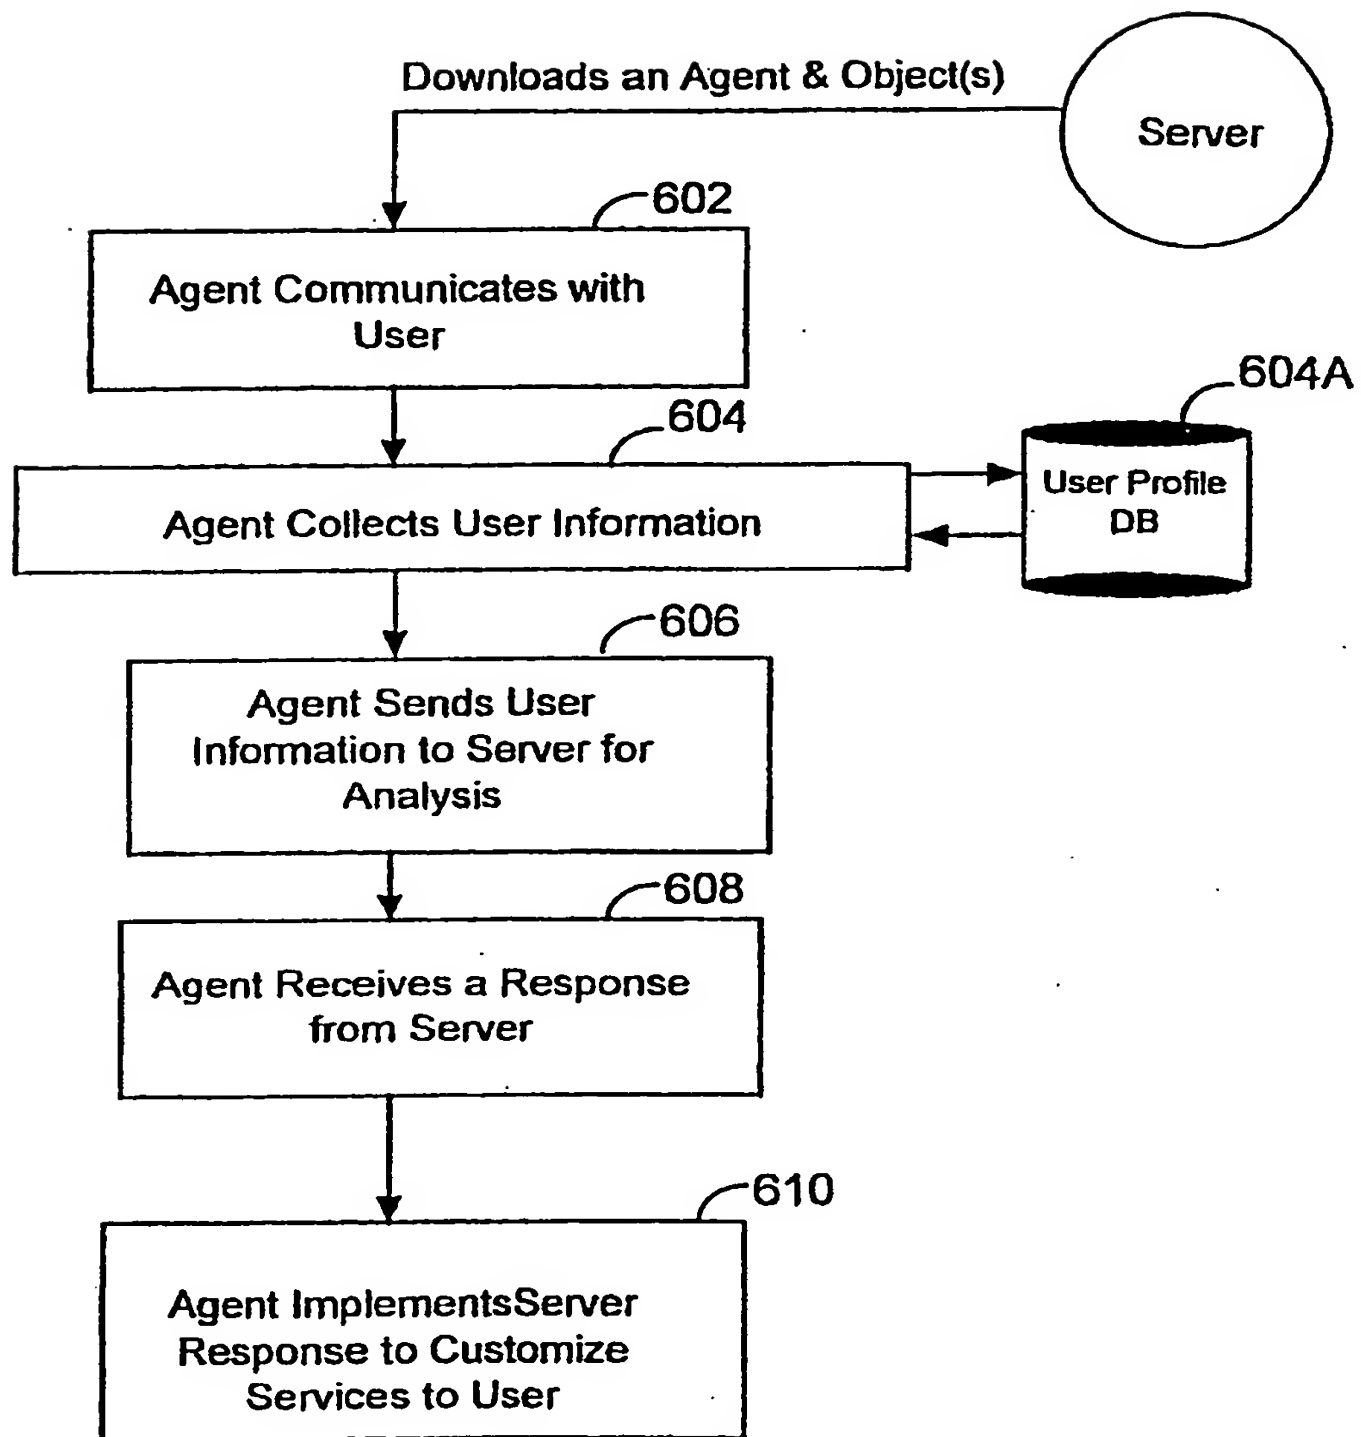 Downloads an Agent & Object(s)
Server
602
Agent Communicates with
User
604
Agent Collects User Information
604A
User Profile
DB
606
Agent Sends User
Information to Server for
Analysis
608
Agent Receives a Response
from Server
610
Agent ImplementsServer
Response to Customize
Services to User